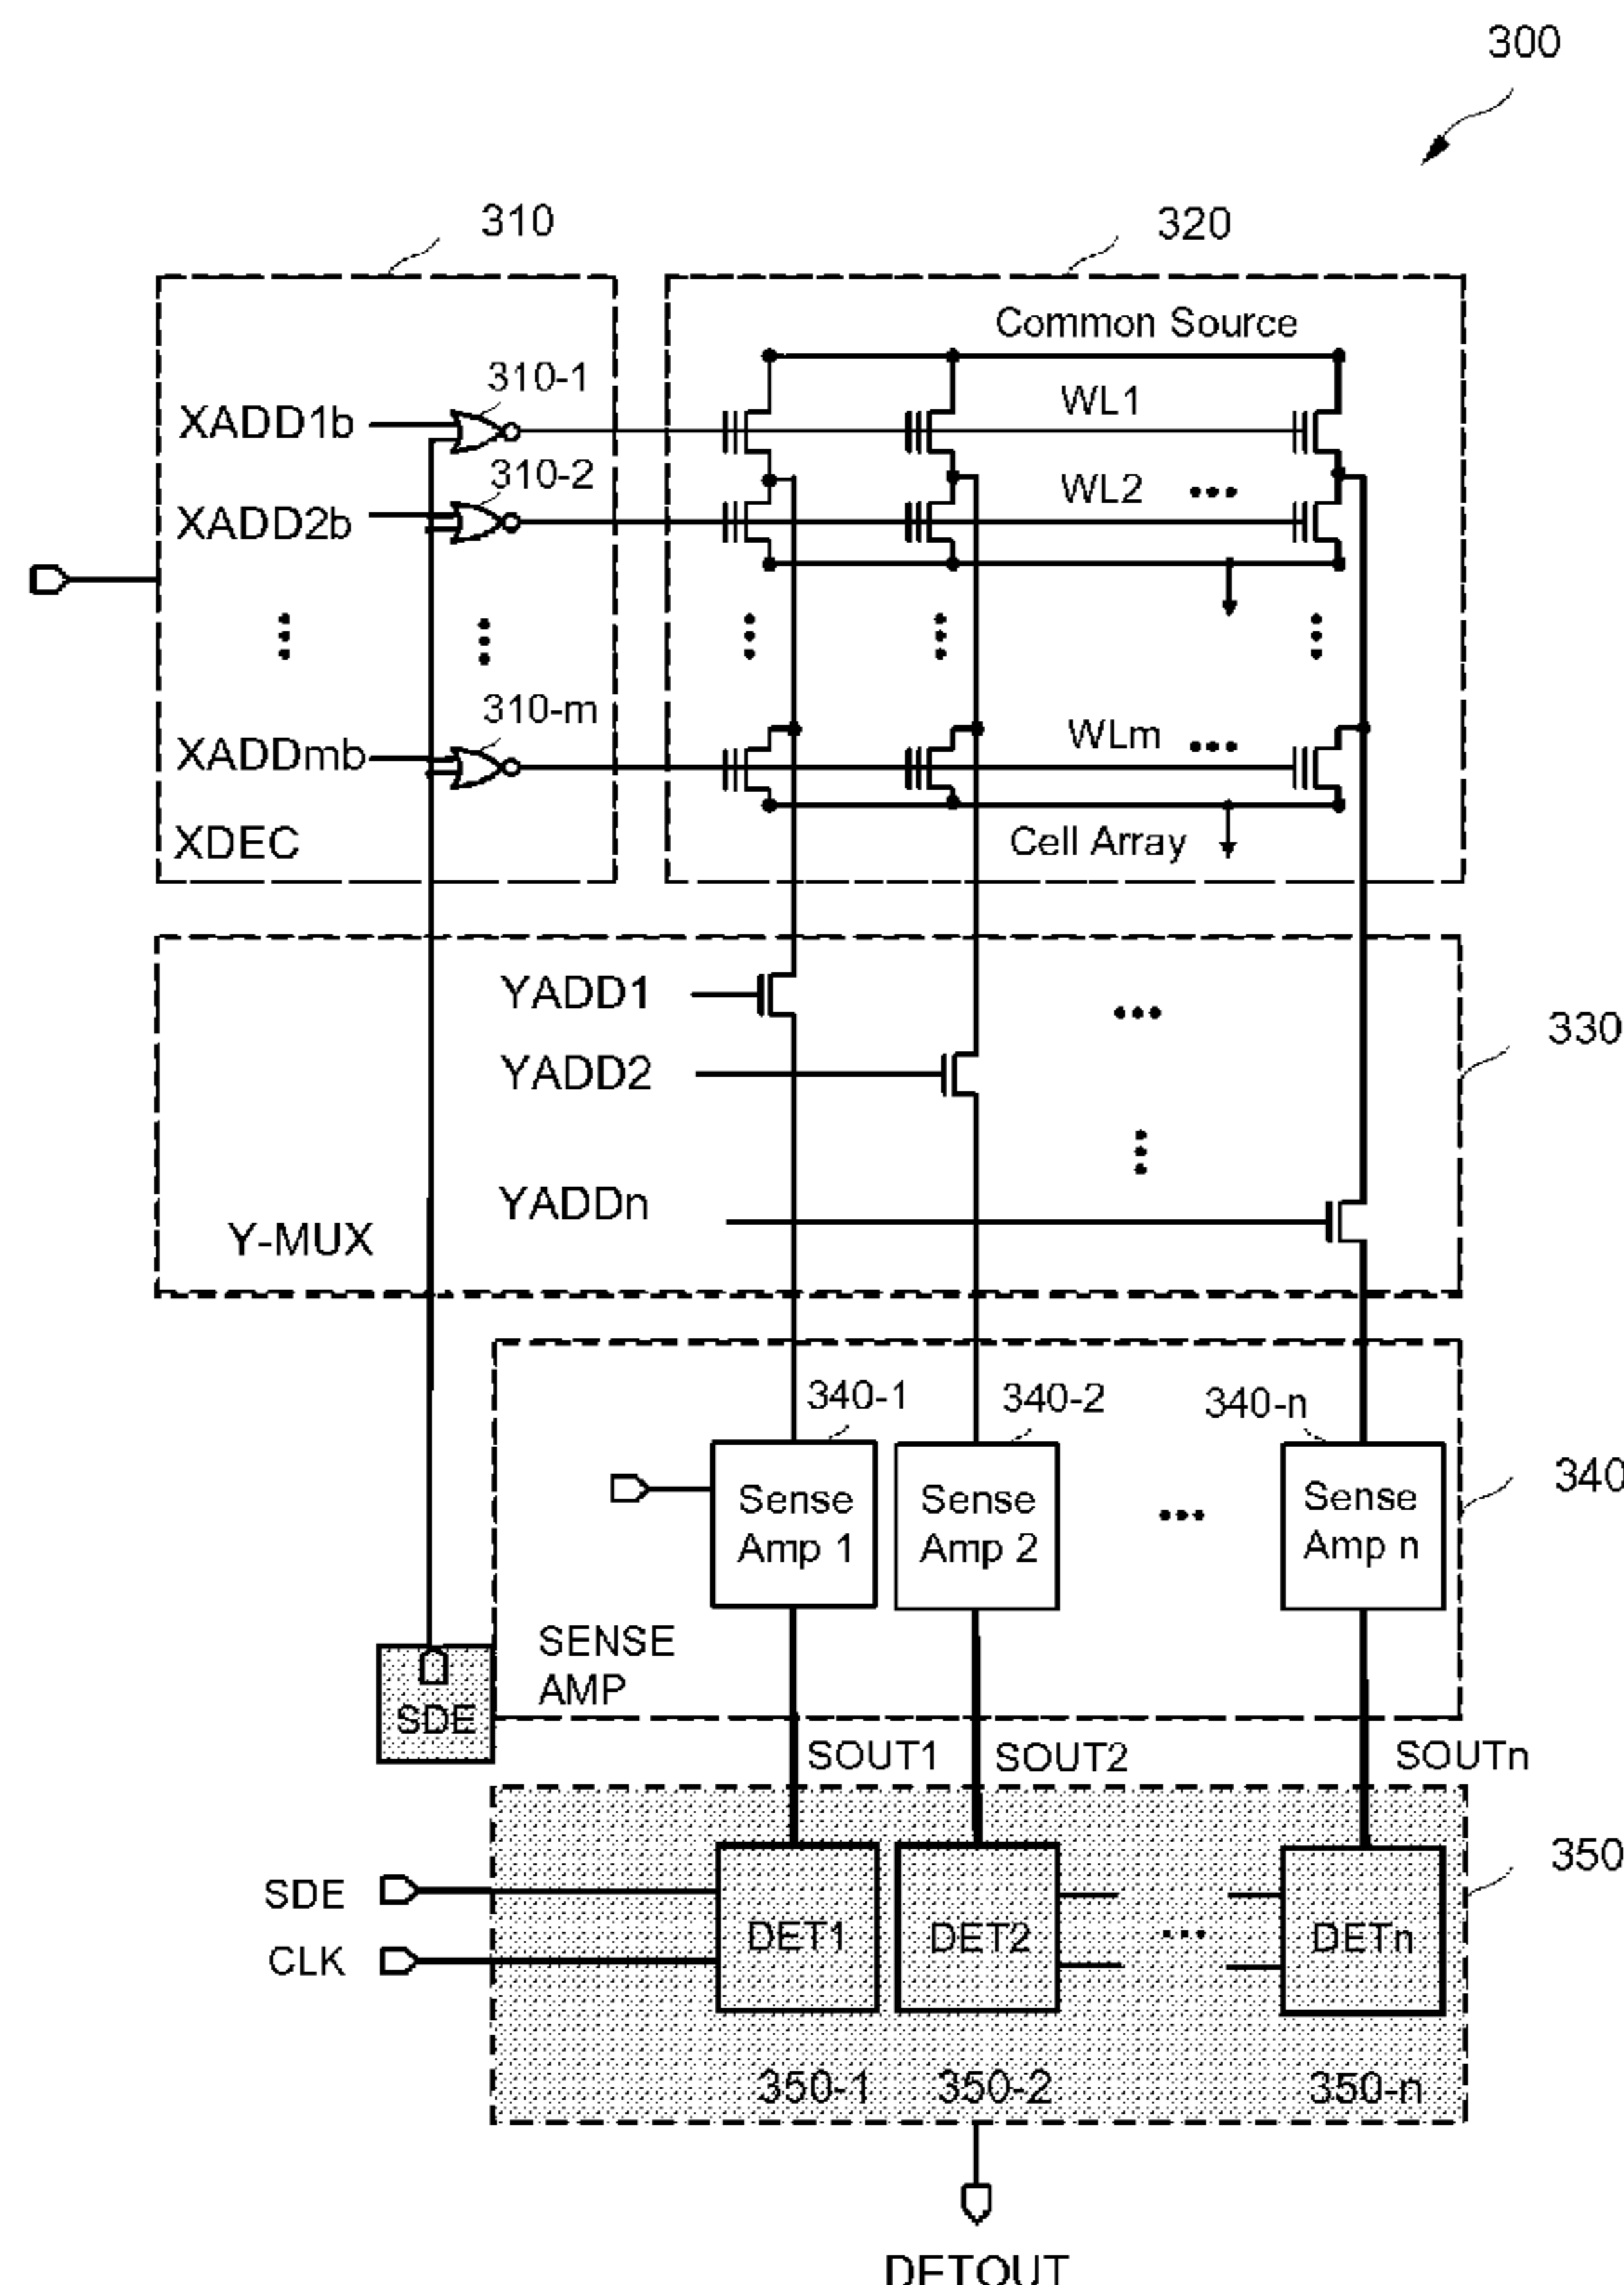 300
310
320
Common Source
310-1
XADD1b
WL1
310-2
XADD2b
WL2
310-m
XADDmb
WLm
XDEC
Cell Array
YADD1
330
YADD2
YADDn
Y-MUX
340-1
340-2
340-n
340
Sense Amp 1
Sense Amp 2
Sense Amp n
SENSE AMP
SDE
SOUT1
SOUT2
SOUTn
350
SDE
DET1
DET2
DETn
CLK
350-1
350-2
350-n
DETOUT